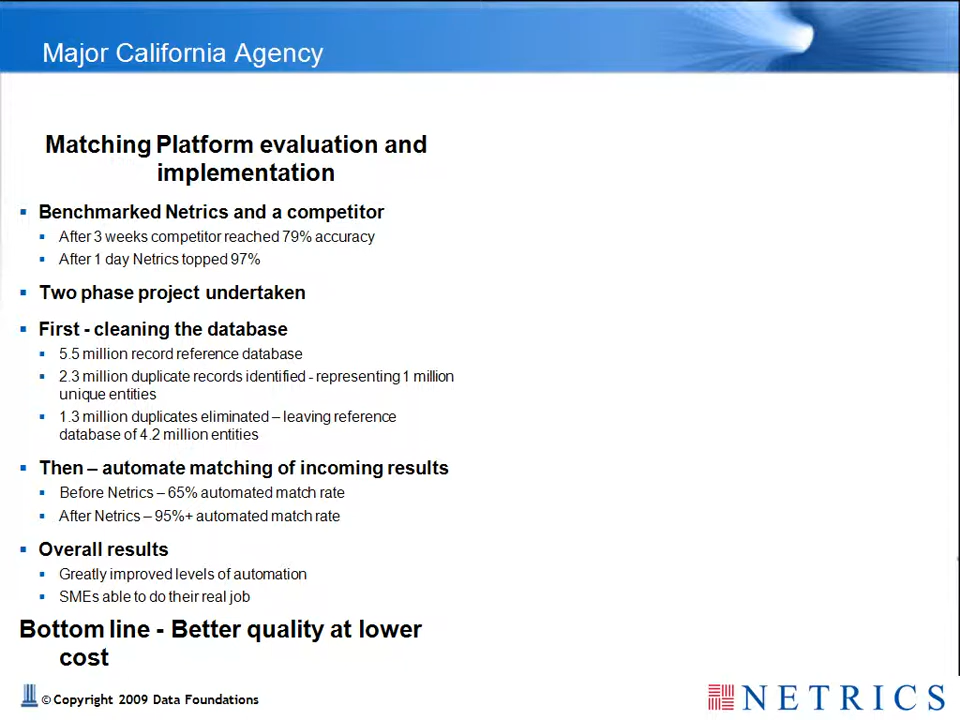 Major California Agency
Matching Platform evaluation and
implementation
Benchmarked Netrics and a competitor
After 3 weeks competitor reached 79% accuracy
After 1 day Netrics topped 97%
Two phase project undertaken
First - cleaning the database
5.5 million record reference database
2.3 million duplicate records identified - representing 1 million
unique entities
1.3 million duplicates eliminated – leaving reference
database of 4.2 million entities
Then – automate matching of incoming results
Before Netrics – 65% automated match rate
After Netrics – 95%+ automated match rate
Overall results
Greatly improved levels of automation
SMEs able to do their real job
Bottom line - Better quality at lower
cost
© Copyright 2009 Data Foundations
NETRICS